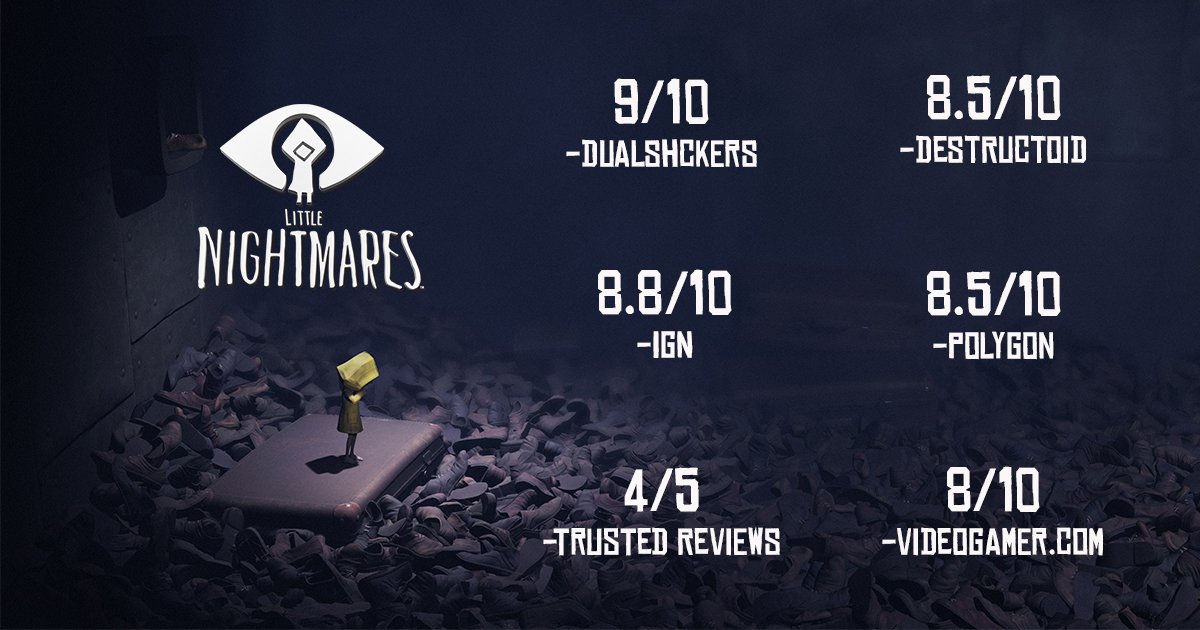 LITTLE
NIGHTMARES™
9/10
-DUALSHCKERS
8.5/10
-DESTRUCTOID
8.8/10
-IGN
8.5/10
-POLYGON
4/5
-TRUSTED REVIEWS
8/10
-VIDEOGAMER.COM